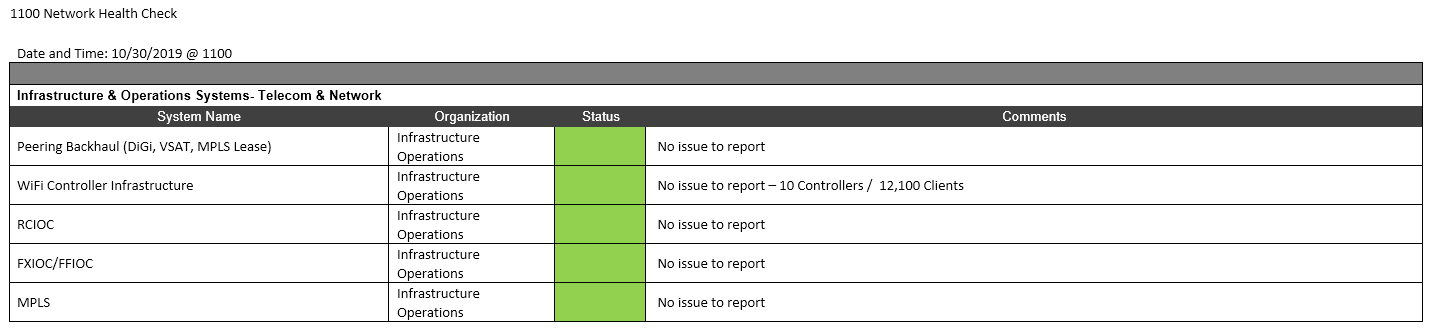 1100 Network Health Check
Date and Time: 10/30/2019 @ 1100
Infrastructure & Operations Systems- Telecom & Network
System Name Organization Status Comments
Peering Backhaul (DiGi, VSAT, MPLS Lease) Infrastructure Operations No issue to report
WiFi Controller Infrastructure Infrastructure Operations No issue to report – 10 Controllers /  12,100 Clients
RCIOC Infrastructure Operations No issue to report
FXIOC/FFIOC Infrastructure Operations No issue to report
MPLS Infrastructure Operations No issue to report